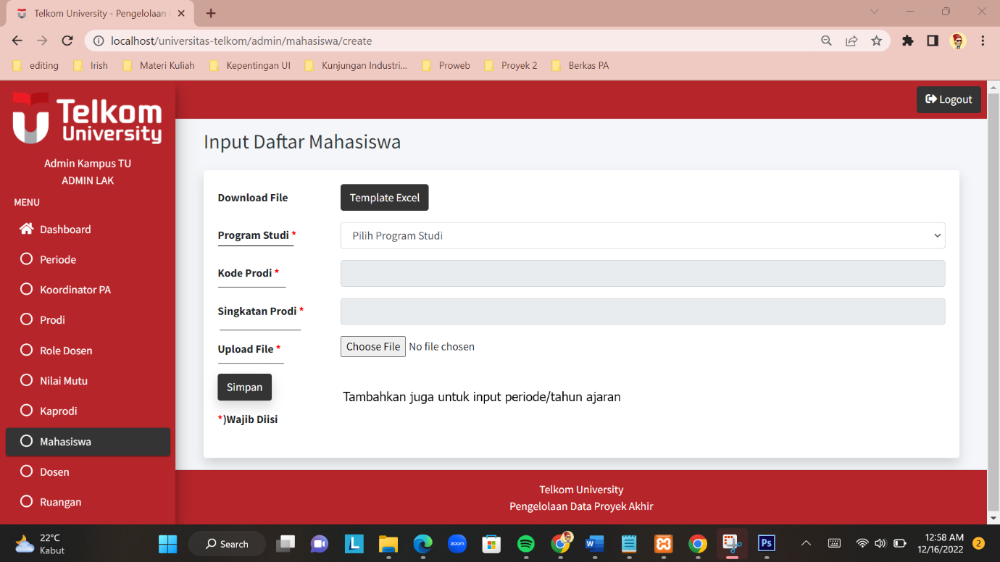 Telkom University - Pengelolaan
localhost/universitas-telkom/admin/mahasiswa/create
editing
Irish
Materi Kuliah
Kepentingan UI
Kunjungan Industri...
Proweb
Proyek 2
Berkas PA
Telkom
University
Logout
Admin Kampus TU
ADMIN LAK
MENU
Dashboard
Periode
Koordinator PA
Prodi
Role Dosen
Nilai Mutu
Kaprodi
Mahasiswa
Dosen
Ruangan
Input Daftar Mahasiswa
Download File
Template Excel
Program Studi *
Pilih Program Studi
Kode Prodi *
Singkatan Prodi *
Upload File *
Choose File No file chosen
Simpan
Tambahkan juga untuk input periode/tahun ajaran
*)Wajib Diisi
Telkom University
Pengelolaan Data Proyek Akhir
22°C
Kabut
Search
L
zoom
W
Ps
12:58 AM
12/16/2022
2